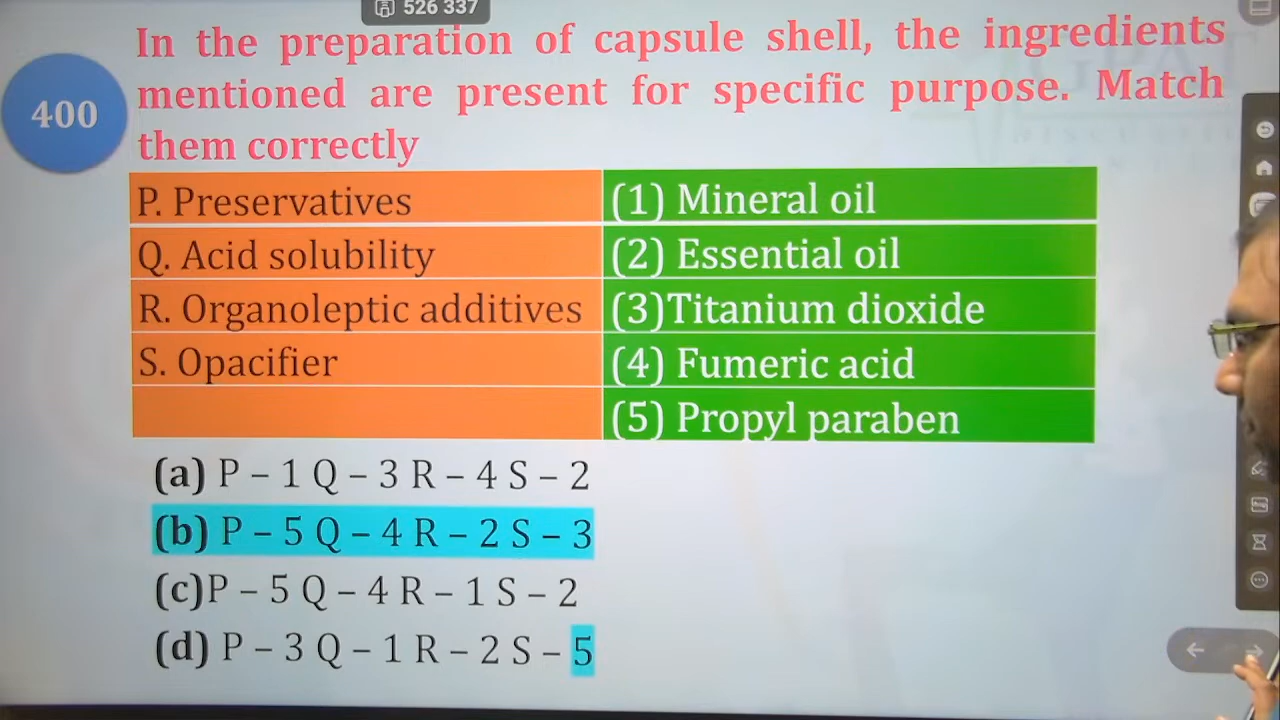 526 337
In the preparation of capsule shell, the ingredients
400
mentioned are present for specific purpose. Match
them correctly
P. Preservatives (1) Mineral oil
Q. Acid solubility (2) Essential oil
R. Organoleptic additives (3)Titanium dioxide
S. Opacifier (4) Fumeric acid
(5) Propyl paraben
(a) P – 1 Q – 3 R – 4 S – 2
(b) P – 5 Q – 4 R – 2 S – 3
(c)P – 5 Q – 4 R – 1 S – 2
(d) P – 3 Q – 1 R – 2 S – 5